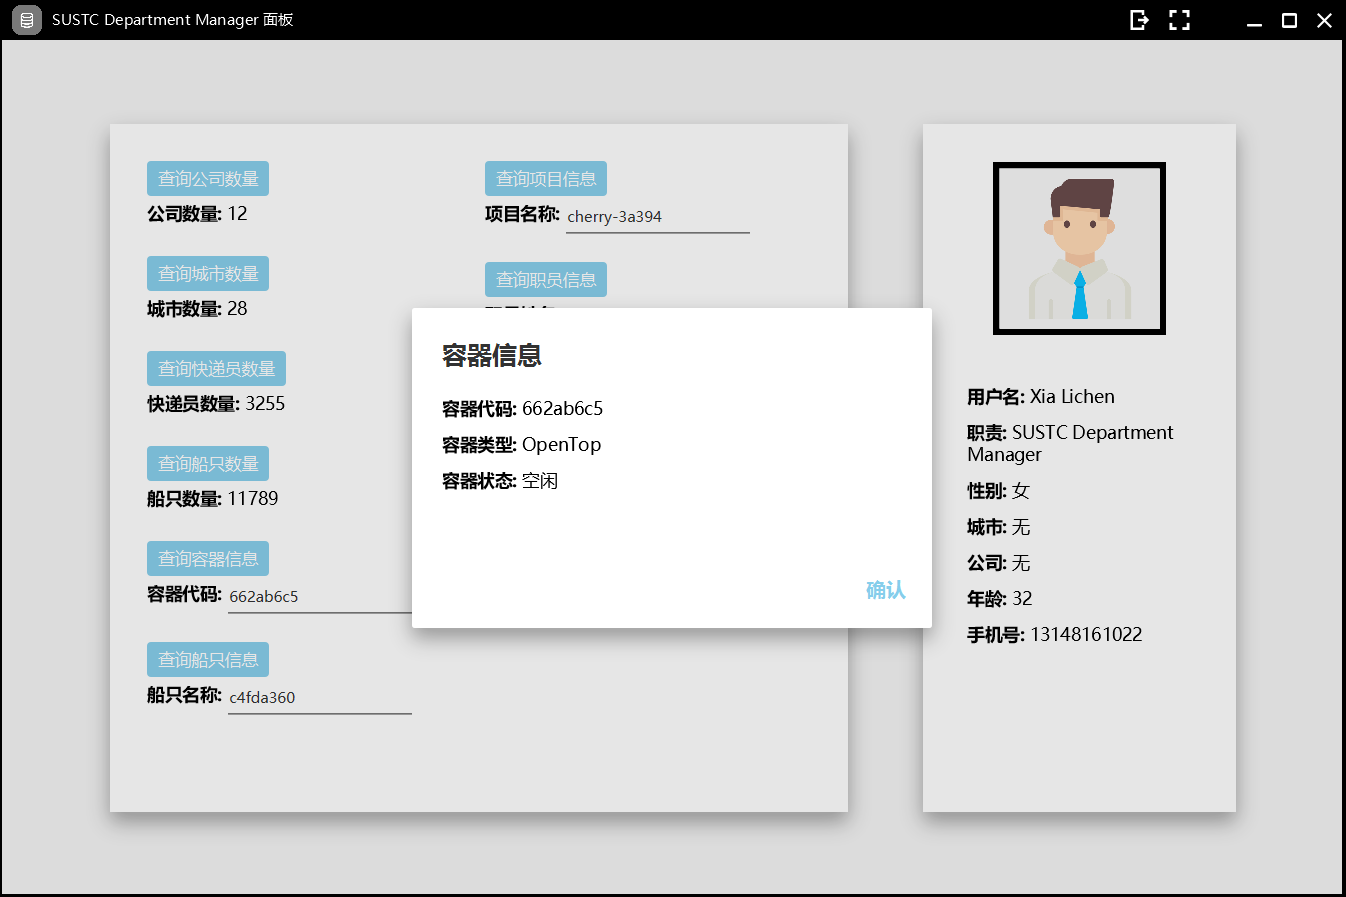 SUSTC Department Manager 面板
查询公司数量
公司数量: 12
查询城市数量
城市数量: 28
查询快递员数量
快递员数量: 3255
查询船只数量
船只数量: 11789
查询容器信息
容器代码: 662ab6c5
查询船只信息
船只名称: c4fda360
查询项目信息
项目名称: cherry-3a394
查询职员信息
容器信息
容器代码: 662ab6c5
容器类型: OpenTop
容器状态: 空闲
确认
用户名: Xia Lichen
职责: SUSTC Department
Manager
性别: 女
城市: 无
公司: 无
年龄: 32
手机号: 13148161022